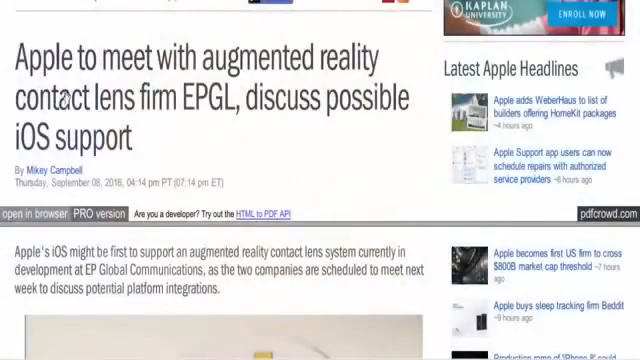 KAPLAN
UNIVERSITY
ENROLL NOW
Apple to meet with augmented reality
contact lens firm EPGL, discuss possible
iOS support
By Mikey Campbell
Thursday, September 08, 2016, 04:14 pm PT (07:14 pm ET)
Latest Apple Headlines
Apple adds WeberHaus to list of
builders offering HomeKit packages
~4 hours ago
Apple Support app users can now
schedule repairs with authorized
service providers ~6 hours ago
open in browser PRO version Are you a developer? Try out the HTML to PDF API
pdfcrowd.com
Apple's iOS might be first to support an augmented reality contact lens system currently in
development at EP Global Communications, as the two companies are scheduled to meet next
week to discuss potential platform integrations.
Apple becomes first US firm to cross
$800B market cap threshold ~7 hours
ago
Apple buys sleep tracking firm Beddit
~9 hours ago
Production ramp of 'iPhone 8' could